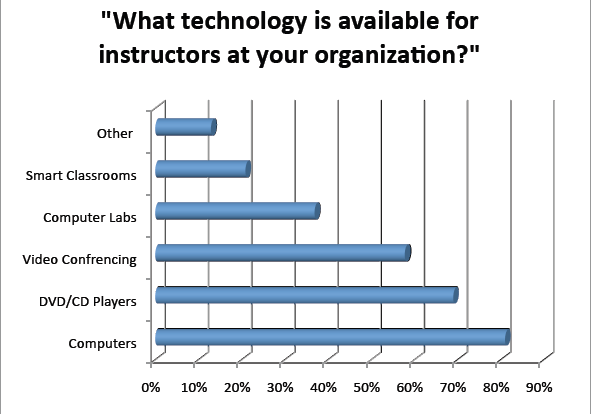 "What technology is available for
instructors at your organization?"
Other
Smart Classrooms
Computer Labs
Video Confrencing
DVD/CD Players
Computers
0% 10% 20% 30% 40% 50% 60% 70% 80% 90%